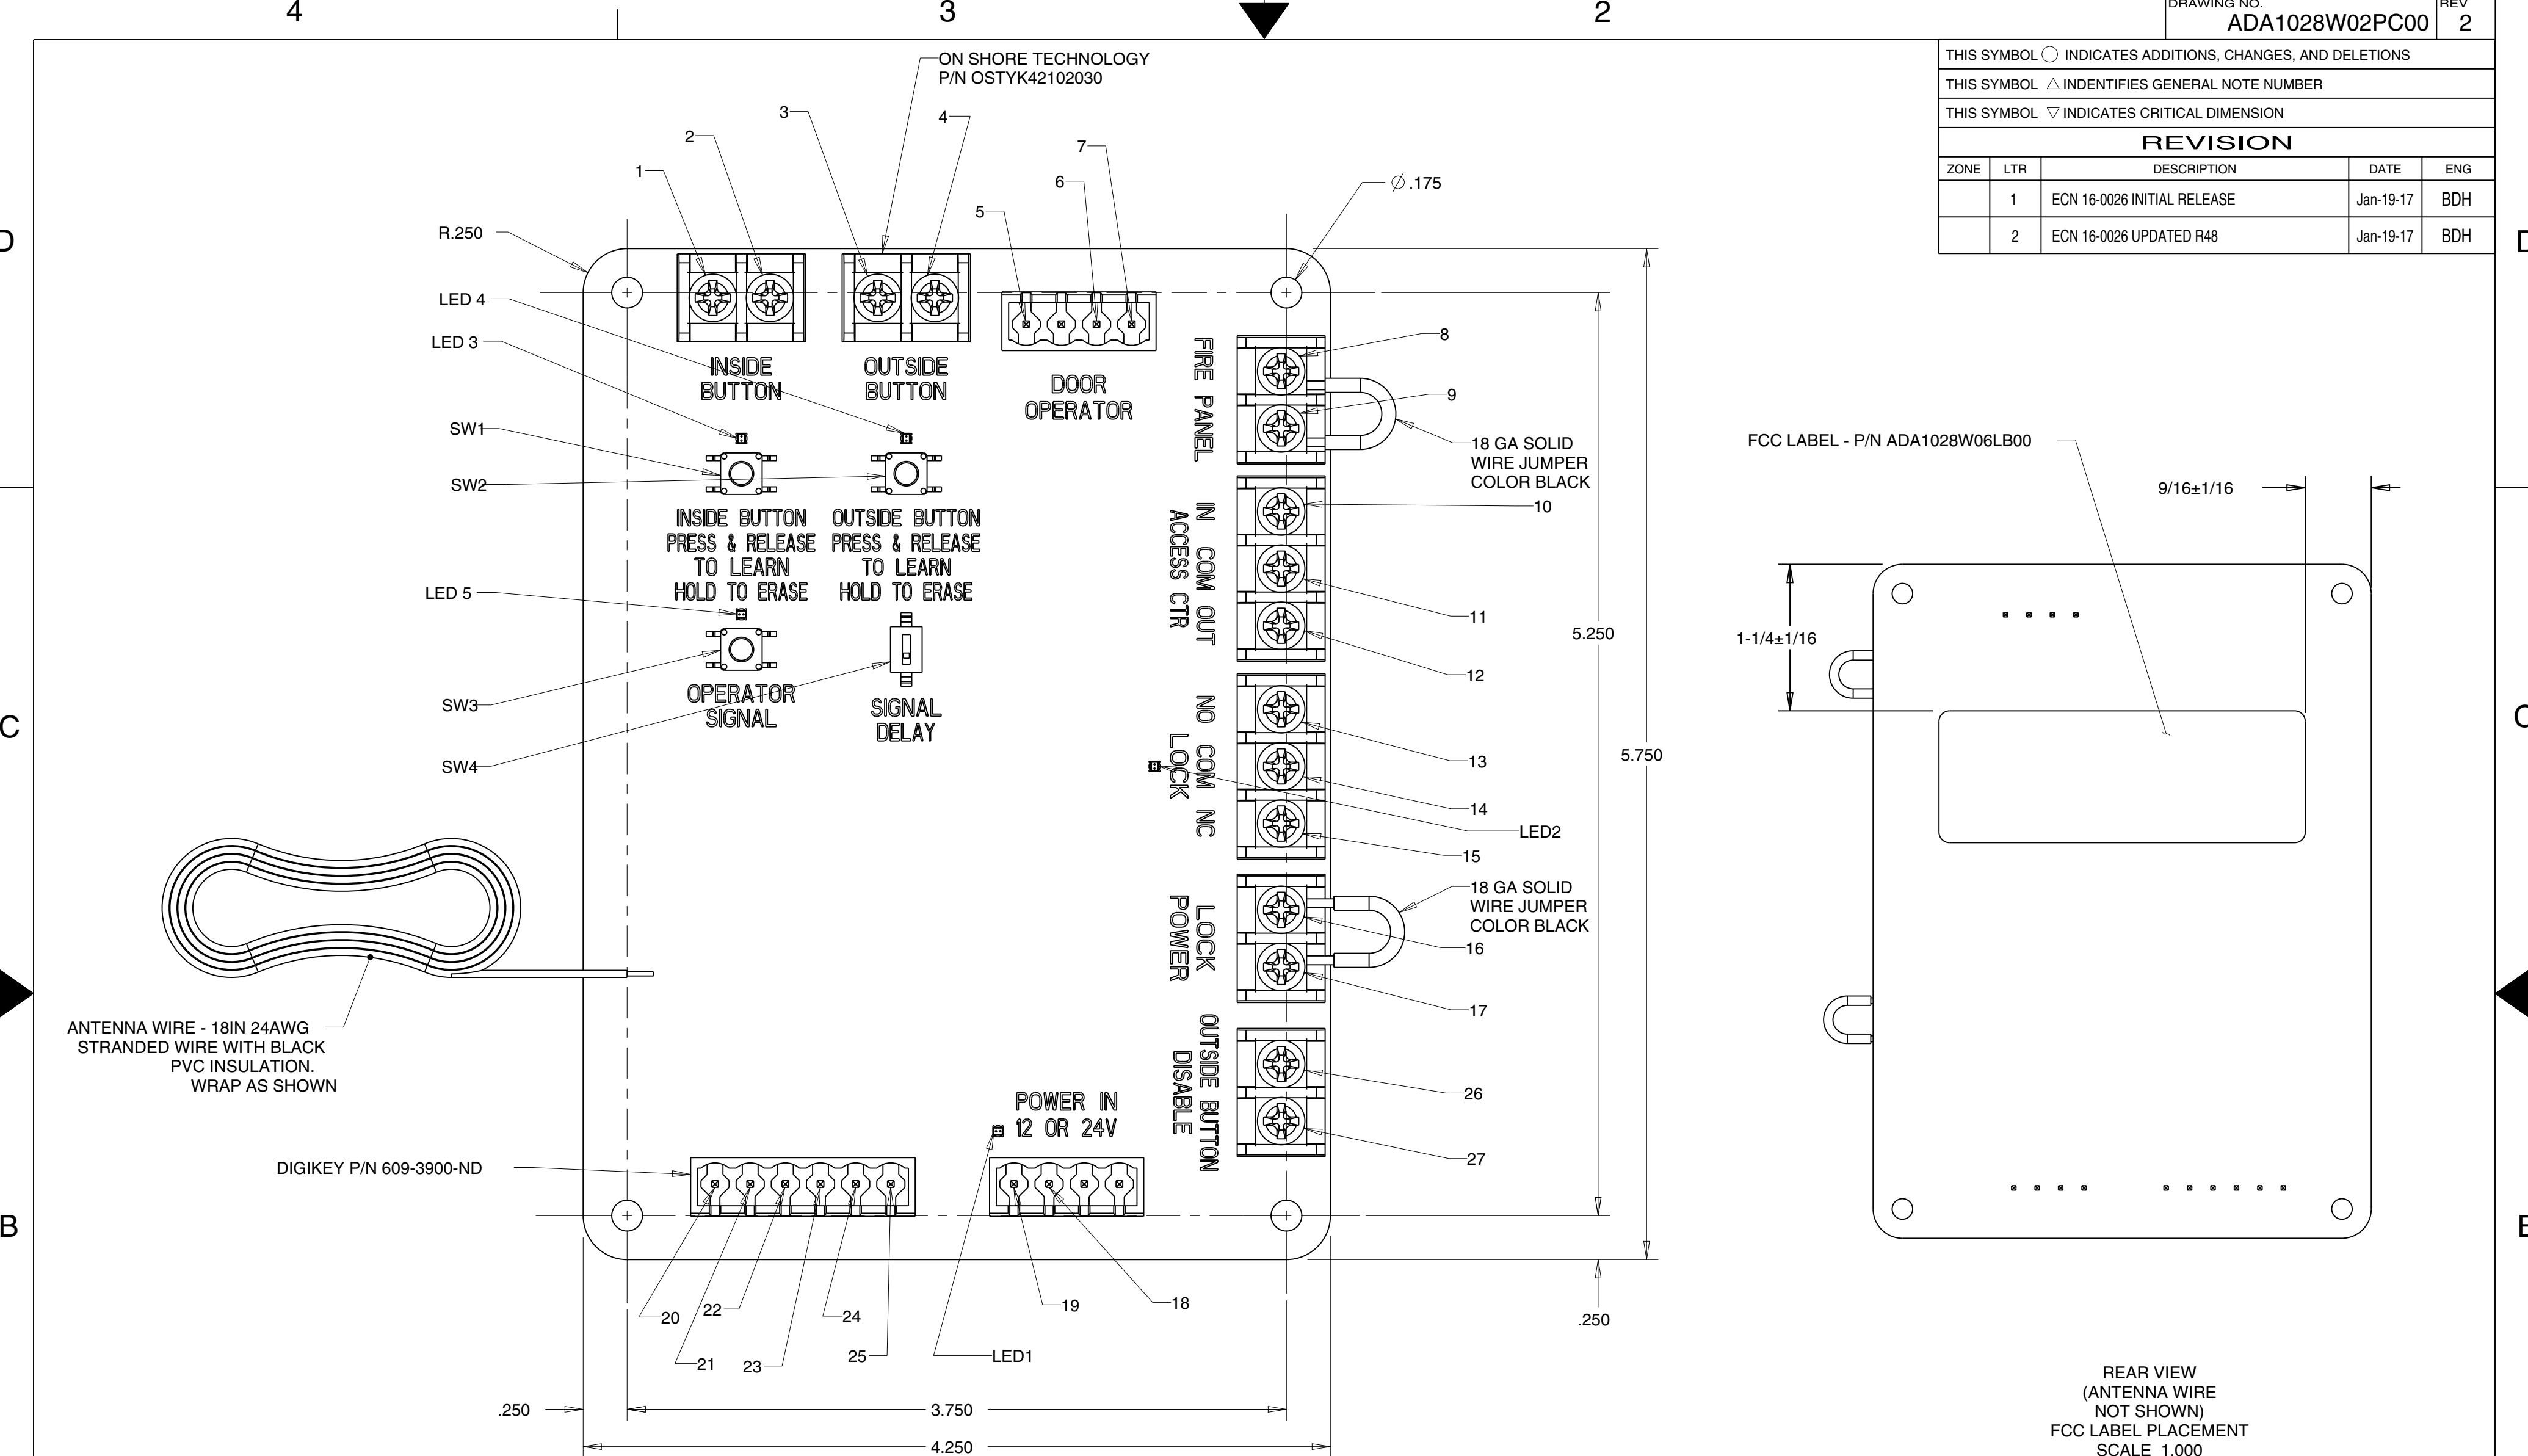 4
3
2
DRAWING NO.
ADA1028W02PC00
REV
2
THIS SYMBOL ○ INDICATES ADDITIONS, CHANGES, AND DELETIONS
THIS SYMBOL △ INDENTIFIES GENERAL NOTE NUMBER
THIS SYMBOL ▽ INDICATES CRITICAL DIMENSION
REVISION
ZONE LTR DESCRIPTION DATE ENG
1 ECN 16-0026 INITIAL RELEASE Jan-19-17 BDH
2 ECN 16-0026 UPDATED R48 Jan-19-17 BDH
ON SHORE TECHNOLOGY
P/N OSTYK42102030
1
2
3
4
5
6
7
∅ .175
D
D
R.250
LED 4
LED 3
SW1
SW2
LED 5
SW3
SW4
INSIDE
BUTTON
OUTSIDE
BUTTON
DOOR
OPERATOR
INSIDE BUTTON
PRESS & RELEASE
TO LEARN
HOLD TO ERASE
OUTSIDE BUTTON
PRESS & RELEASE
TO LEARN
HOLD TO ERASE
OPERATOR
SIGNAL
SIGNAL
DELAY
FIRE PANEL
IN COM OUT
ACCESS CTR
NO COM NC
LOCK
LOCK
POWER
OUTSIDE BUTTON
DISABLE
8
9
18 GA SOLID
WIRE JUMPER
COLOR BLACK
10
11
12
13
14
LED2
15
18 GA SOLID
WIRE JUMPER
COLOR BLACK
16
17
26
27
5.250
5.750
.250
FCC LABEL - P/N ADA1028W06LB00
9/16±1/16
1-1/4±1/16
C
C
ANTENNA WIRE - 18IN 24AWG
STRANDED WIRE WITH BLACK
PVC INSULATION.
WRAP AS SHOWN
DIGIKEY P/N 609-3900-ND
POWER IN
12 OR 24V
B
B
20
21
22
23
24
25
LED1
19
18
.250
3.750
4.250
REAR VIEW
(ANTENNA WIRE
NOT SHOWN)
FCC LABEL PLACEMENT
SCALE 1.000